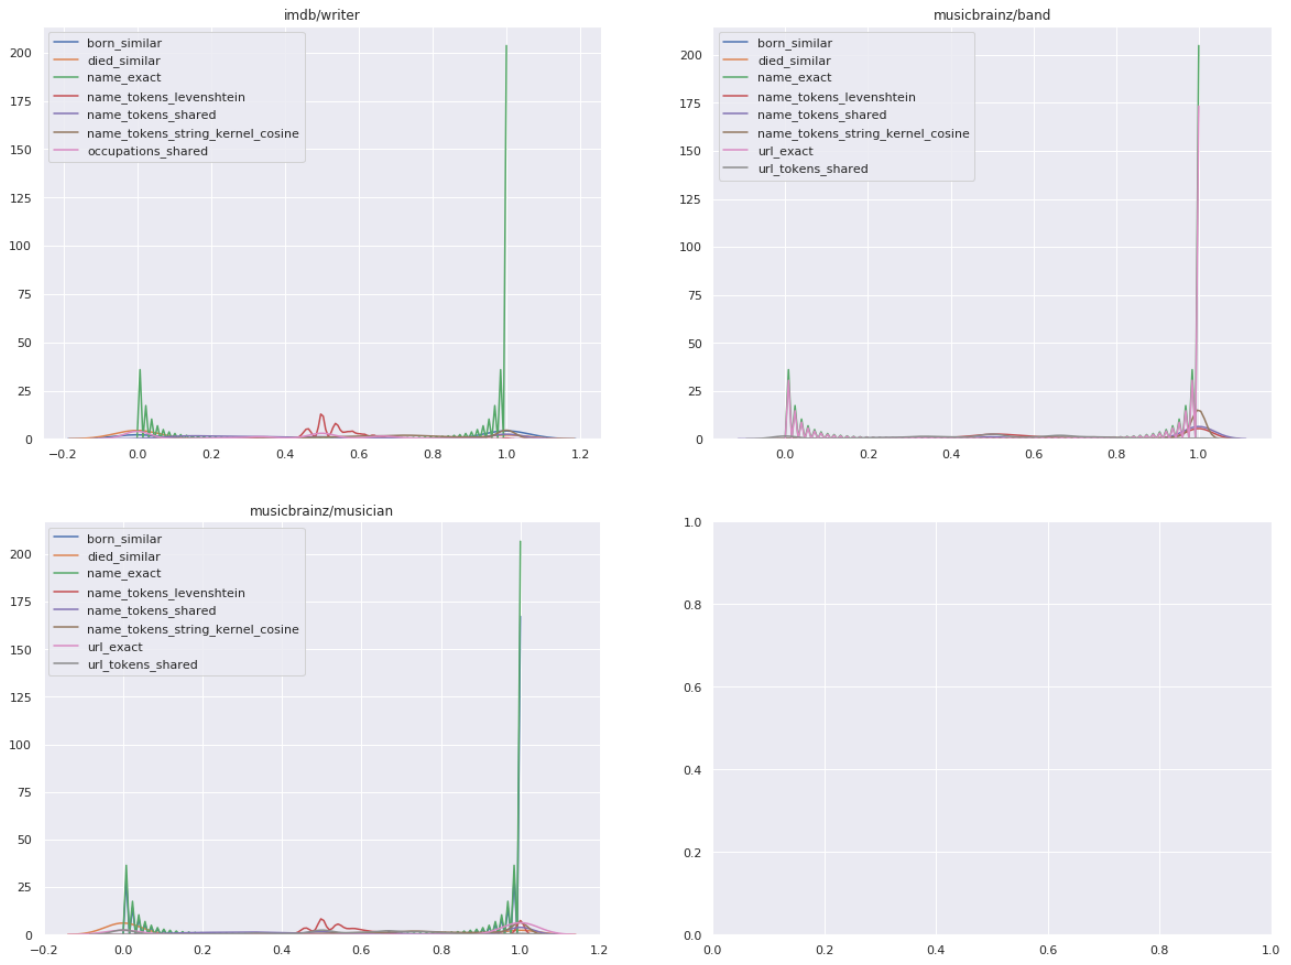 imdb/writer
200
175
150
125
100
75
50
25
0
born_similar
died_similar
name_exact
name_tokens_levenshtein
name_tokens_shared
name_tokens_string_kernel_cosine
occupations_shared
−0.2 0.0 0.2 0.4 0.6 0.8 1.0 1.2
musicbrainz/band
200
175
150
125
100
75
50
25
0
born_similar
died_similar
name_exact
name_tokens_levenshtein
name_tokens_shared
name_tokens_string_kernel_cosine
url_exact
url_tokens_shared
0.0 0.2 0.4 0.6 0.8 1.0
musicbrainz/musician
200
175
150
125
100
75
50
25
0
born_similar
died_similar
name_exact
name_tokens_levenshtein
name_tokens_shared
name_tokens_string_kernel_cosine
url_exact
url_tokens_shared
−0.2 0.0 0.2 0.4 0.6 0.8 1.0 1.2
1.0
0.8
0.6
0.4
0.2
0.0
0.0 0.2 0.4 0.6 0.8 1.0